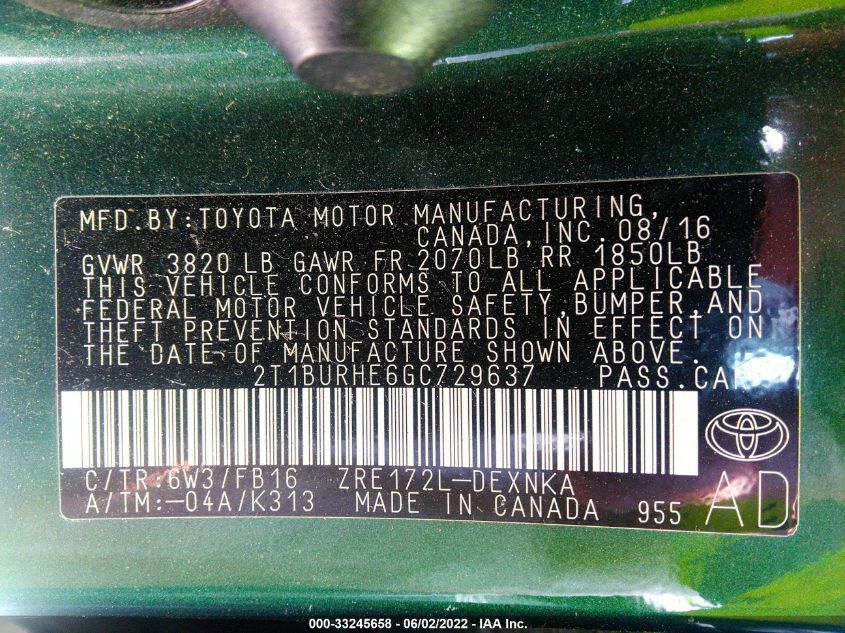 MFD.BY:TOYOTA MOTOR MANUFACTURING,
CANADA,INC. 08/16
GVWR 3820 LB GAWR FR 2070LB RR 1850LB
THIS VEHICLE CONFORMS TO ALL APPLICABLE
FEDERAL MOTOR VEHICLE SAFETY,BUMPER,AND
THEFT PREVENTION STANDARDS IN EFFECT ON
THE DATE OF MANUFACTURE SHOWN ABOVE.
2T1BURHE6GC729637 PASS.CAR
C/TR:6W3/FB16 ZRE172L-DEXNKA
A/TM:-04A/K313 MADE IN CANADA 955 AD
000-33245658 - 06/02/2022 - IAA Inc.